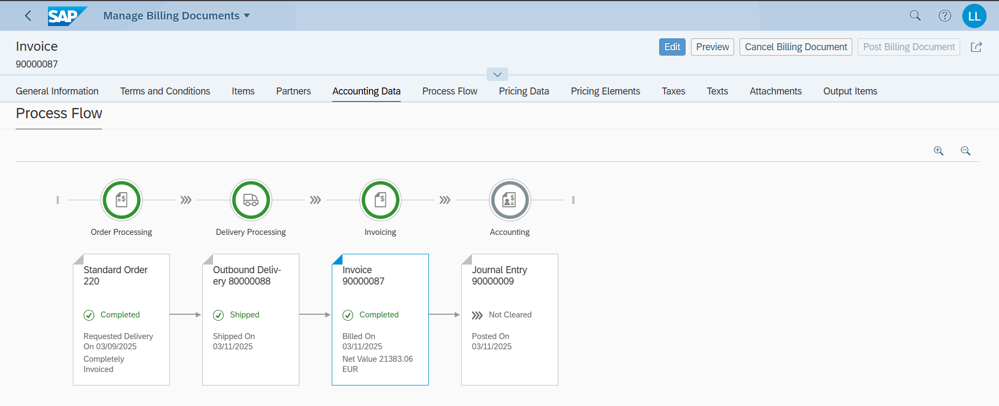 SAP
Manage Billing Documents
LL
Invoice
90000087
Edit
Preview
Cancel Billing Document
Post Billing Document
General Information
Terms and Conditions
Items
Partners
Accounting Data
Process Flow
Pricing Data
Pricing Elements
Taxes
Texts
Attachments
Output Items
Process Flow
Order Processing
Delivery Processing
Invoicing
Accounting
Standard Order
220
Completed
Requested Delivery
On 03/09/2025
Completely
Invoiced
Outbound Deliv-
ery 80000088
Shipped
Shipped On
03/11/2025
Invoice
90000087
Completed
Billed On
03/11/2025
Net Value 21383.06
EUR
Journal Entry
90000009
Not Cleared
Posted On
03/11/2025